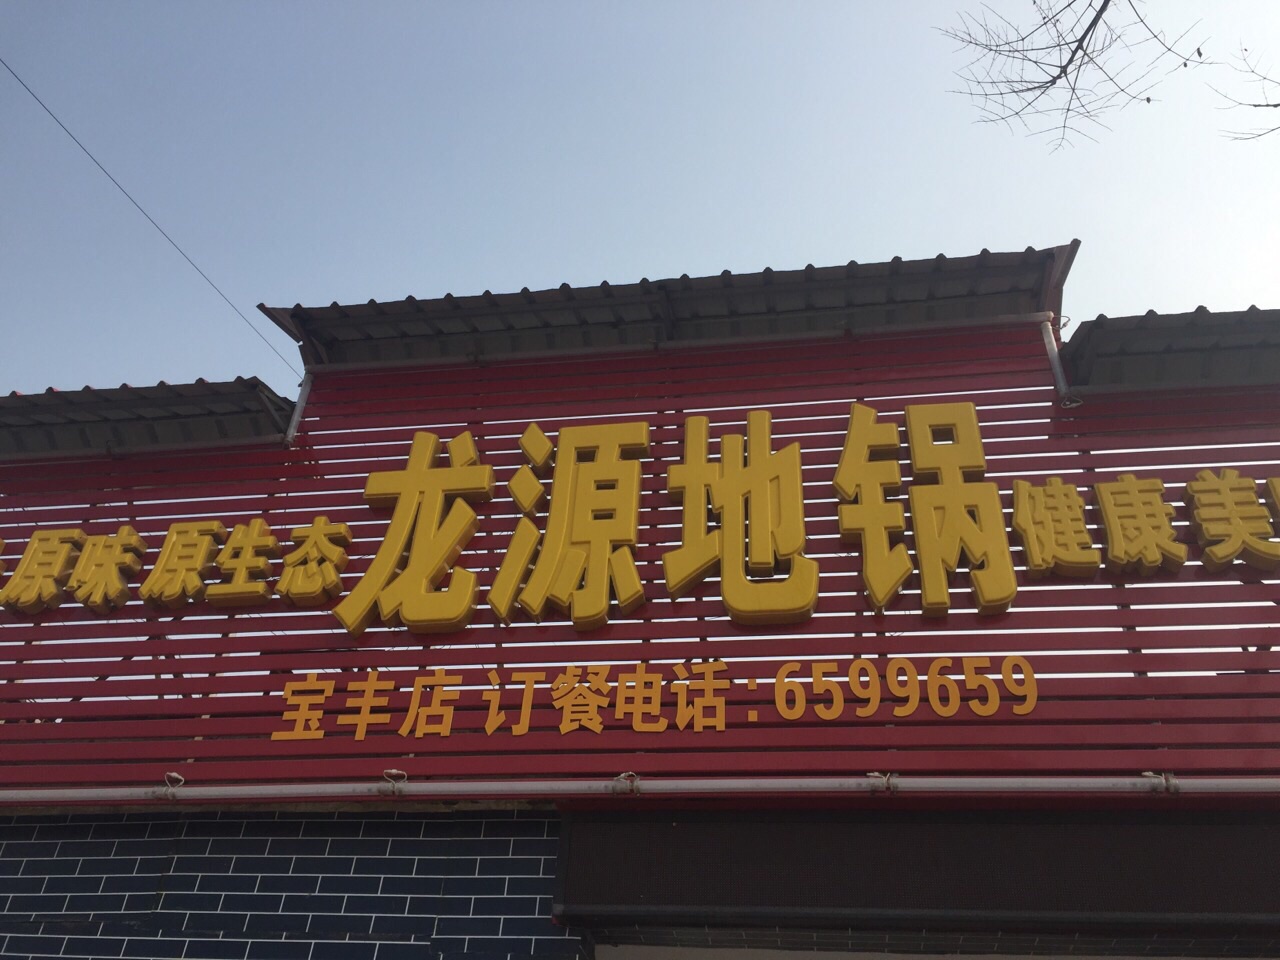 原味 原生态 龙源地锅 健康美
宝丰店 订餐电话:6599659